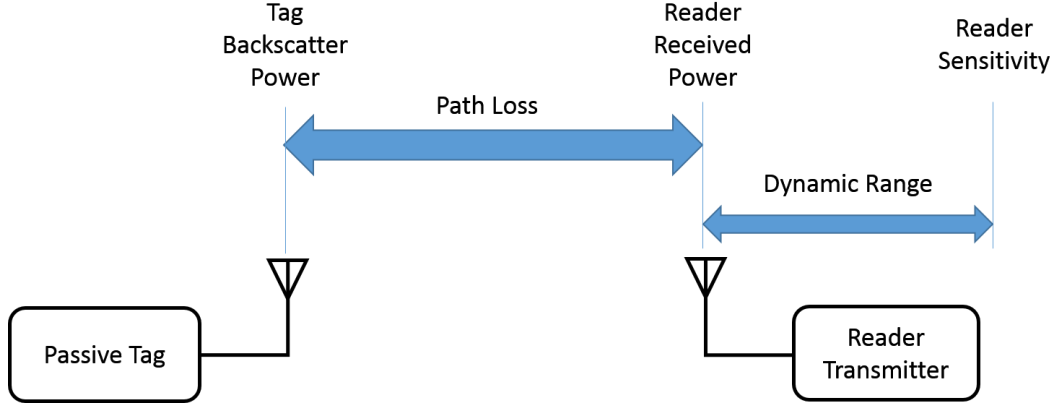 Tag
Backscatter
Power
Reader
Received
Power
Reader
Sensitivity
Path Loss
Dynamic Range
Passive Tag
Reader
Transmitter